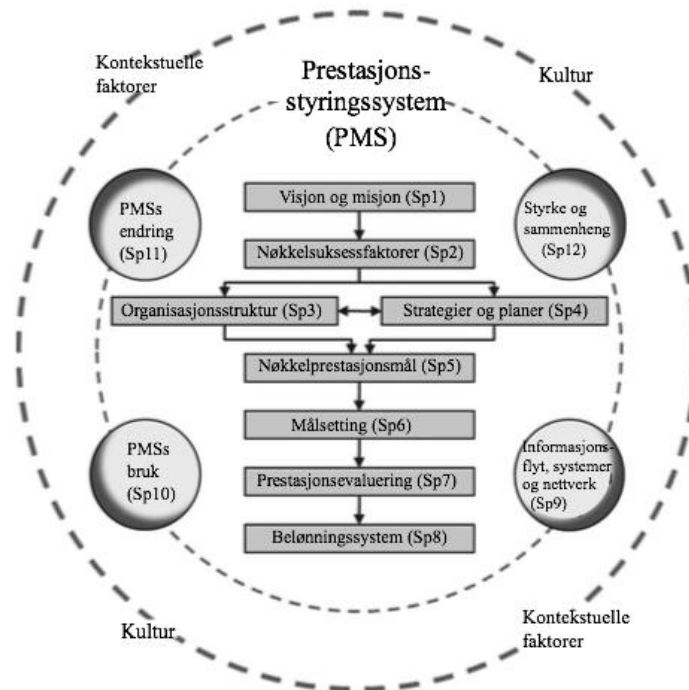 Kontekstuelle
faktorer
Kultur
Prestasjons-
styringssystem
(PMS)
PMSs
endring
(Sp11)
Visjon og misjon (Sp1)
Styrke og
sammenheng
(Sp12)
Nøkkelsuksessfaktorer (Sp2)
Organisasjonsstruktur (Sp3)
Strategier og planer (Sp4)
Nøkkelprestasjonsmål (Sp5)
PMSs
bruk
(Sp10)
Målsetting (Sp6)
Informasjons-
flyt, systemer
og nettverk
(Sp9)
Prestasjonsevaluering (Sp7)
Belønningssystem (Sp8)
Kultur
Kontekstuelle
faktorer